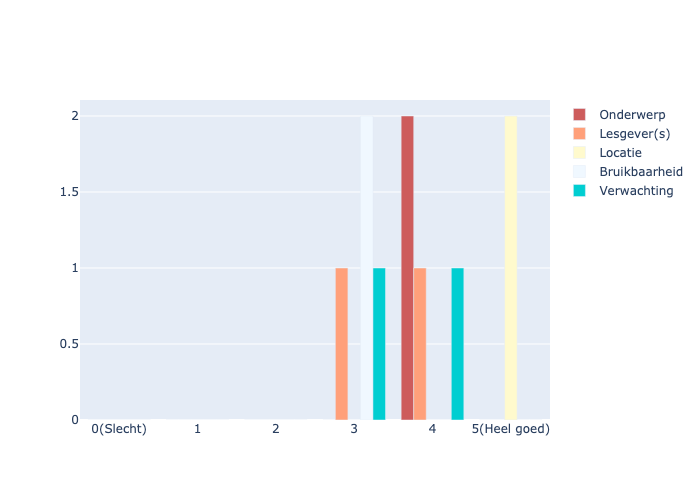 2
1.5
1
0.5
0
0(Slecht)
1
2
3
4
5(Heel goed)
Onderwerp
Lesgever(s)
Locatie
Bruikbaarheid
Verwachting